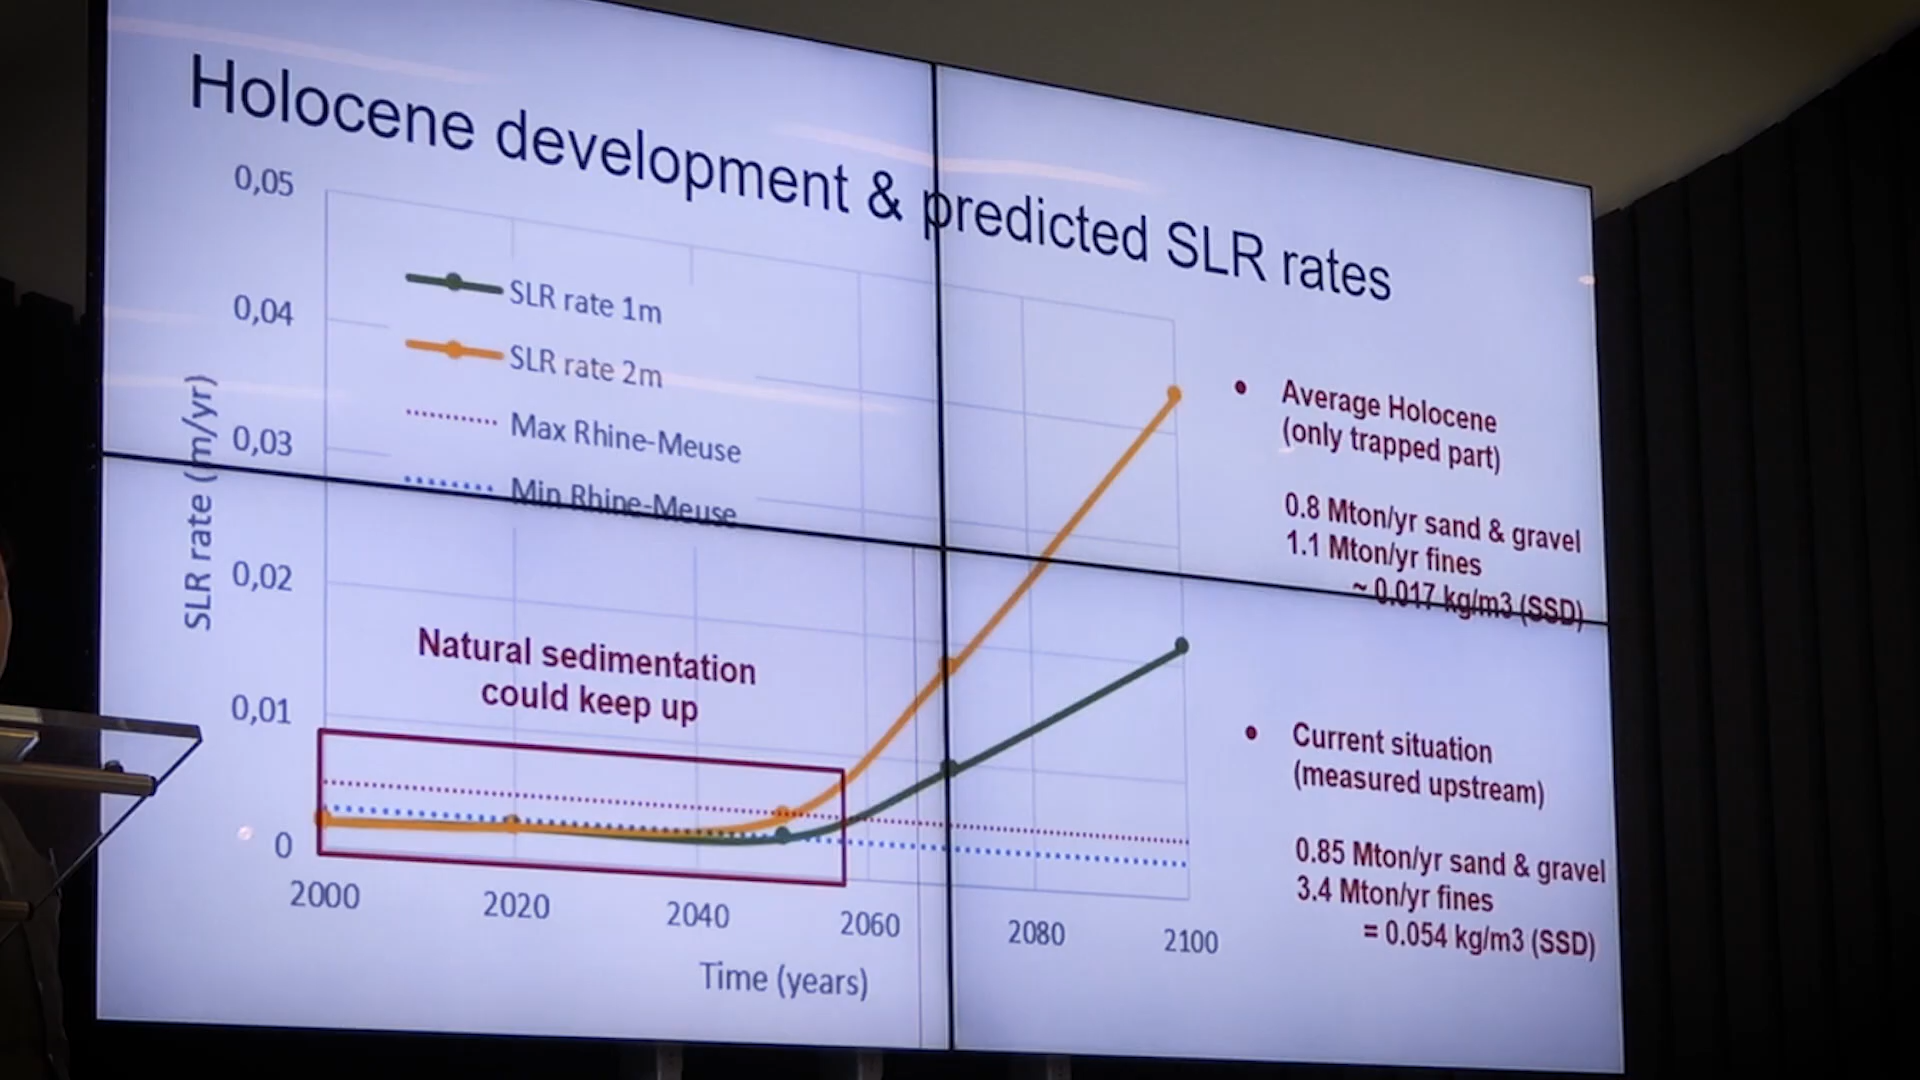 Holocene development & predicted SLR rates
0,05
0,04
0,03
0,02
0,01
0
SLR rate (m/yr)
SLR rate 1m
SLR rate 2m
Max Rhine-Meuse
Min Rhine-Meuse
Natural sedimentation
could keep up
2000
2020
2040
2060
2080
2100
Time (years)
• Average Holocene
(only trapped part)
0.8 Mton/yr sand & gravel
1.1 Mton/yr fines
~ 0.017 kg/m3 (SSD)
• Current situation
(measured upstream)
0.85 Mton/yr sand & gravel
3.4 Mton/yr fines
= 0.054 kg/m3 (SSD)